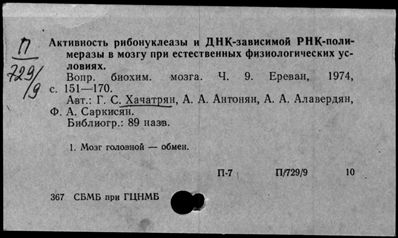 П
729/9
Активность рибонуклеазы и ДНК-зависимой РНК-поли-
меразы в мозгу при естественных физиологических ус-
ловиях.
Вопр. биохим. мозга. Ч. 9. Ереван, 1974,
с. 151—170.
Авт.: Г. С. Хачатрян, А. А. Антонян, А. А. Алавердян,
Ф. А. Саркисян.
Библиогр.: 89 назв.
1. Мозг головной — обмен.
П-7 П/729/9 10
367 СБМБ при ГЦНМБ